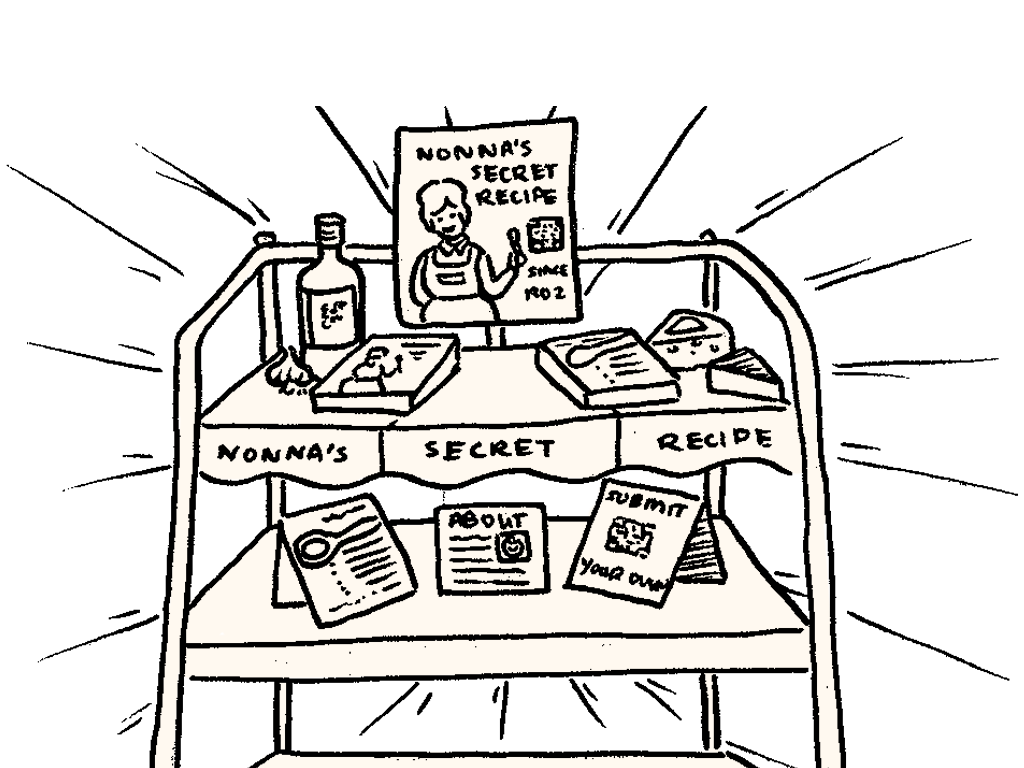 NONNA'S
SECRET
RECIPE
SINCE
1902
NONNA'S SECRET RECIPE
ABOUT
SUBMIT
YOUR OWN